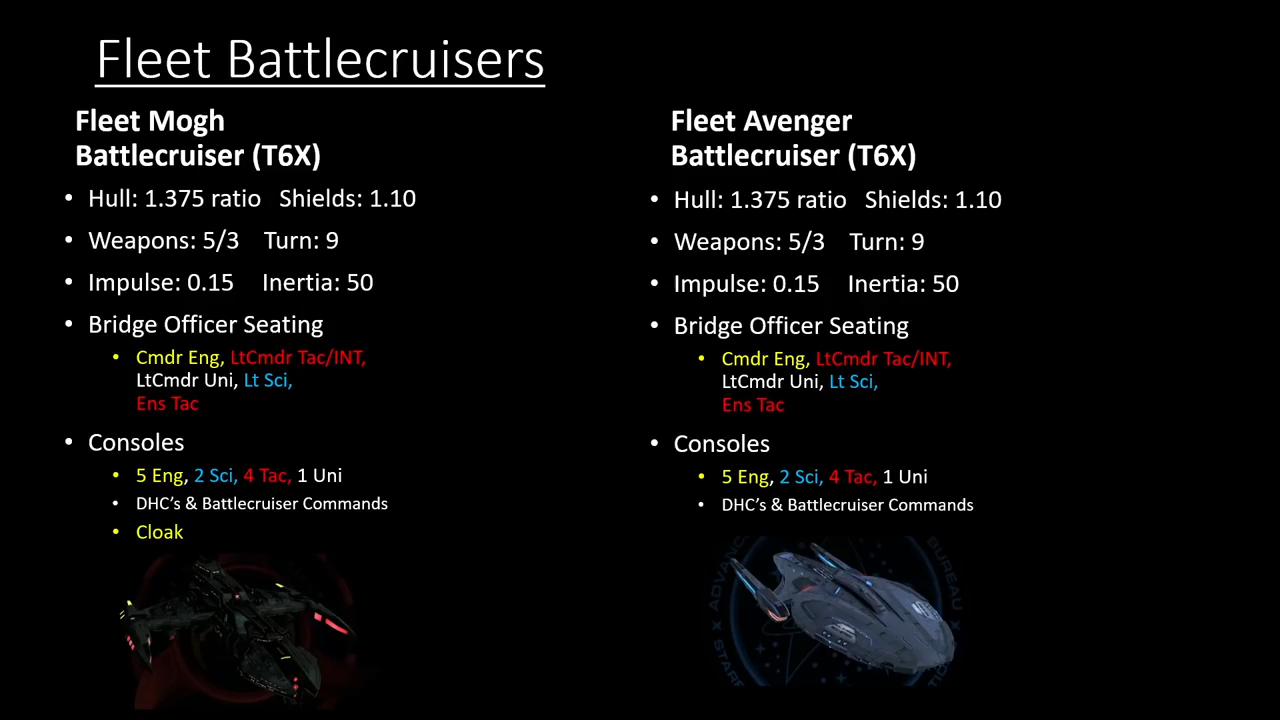 Fleet Battlecruisers
Fleet Mogh
Battlecruiser (T6X)
• Hull: 1.375 ratio   Shields: 1.10
• Weapons: 5/3    Turn: 9
• Impulse: 0.15     Inertia: 50
• Bridge Officer Seating
• Cmdr Eng, LtCmdr Tac/INT,
LtCmdr Uni, Lt Sci,
Ens Tac
• Consoles
• 5 Eng, 2 Sci, 4 Tac, 1 Uni
• DHC's & Battlecruiser Commands
• Cloak
Fleet Avenger
Battlecruiser (T6X)
• Hull: 1.375 ratio   Shields: 1.10
• Weapons: 5/3    Turn: 9
• Impulse: 0.15     Inertia: 50
• Bridge Officer Seating
• Cmdr Eng, LtCmdr Tac/INT,
LtCmdr Uni, Lt Sci,
Ens Tac
• Consoles
• 5 Eng, 2 Sci, 4 Tac, 1 Uni
• DHC's & Battlecruiser Commands
BUREAU